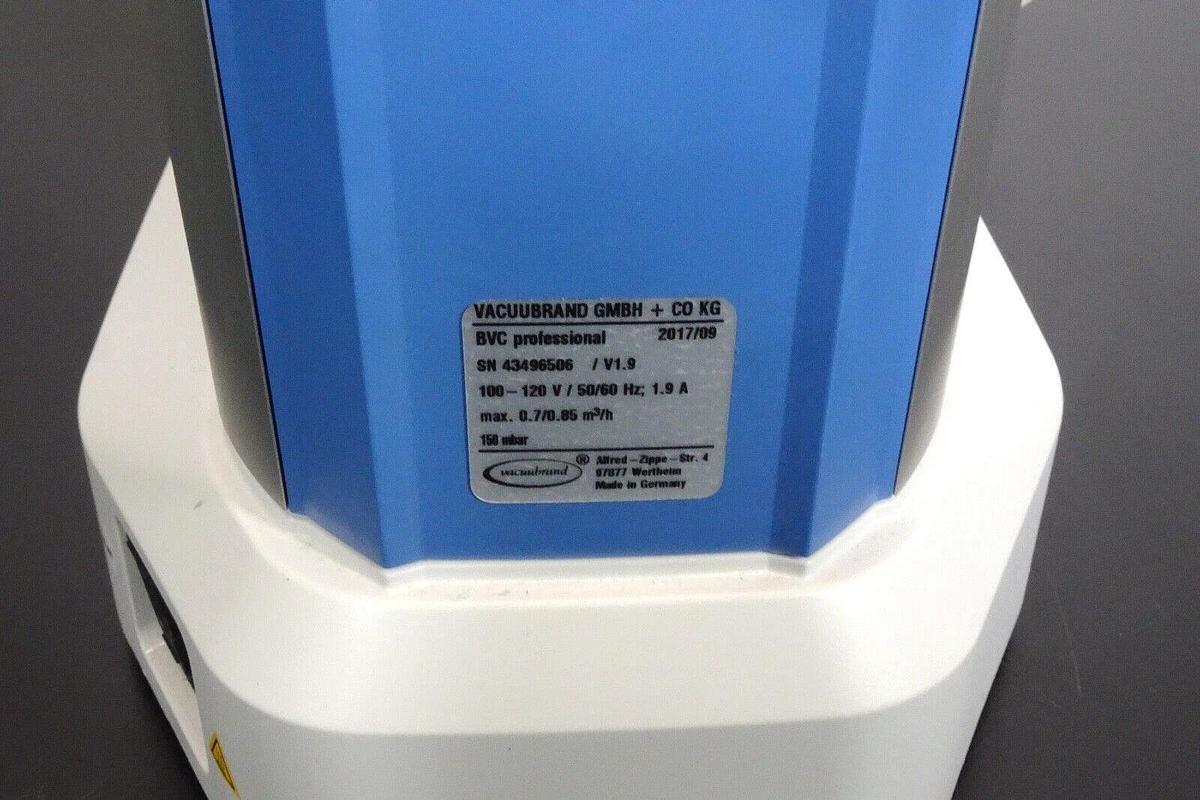 VACUUBRAND GMBH + CO KG
BVC professional 2017/09
SN 43496506 / V1.9
100-120 V / 50/60 Hz; 1.9 A
max. 0.7/0.85 m³/h
150 mbar
vacuubrand ® Alfred-Zippe-Str. 4
97877 Wertheim
Made in Germany